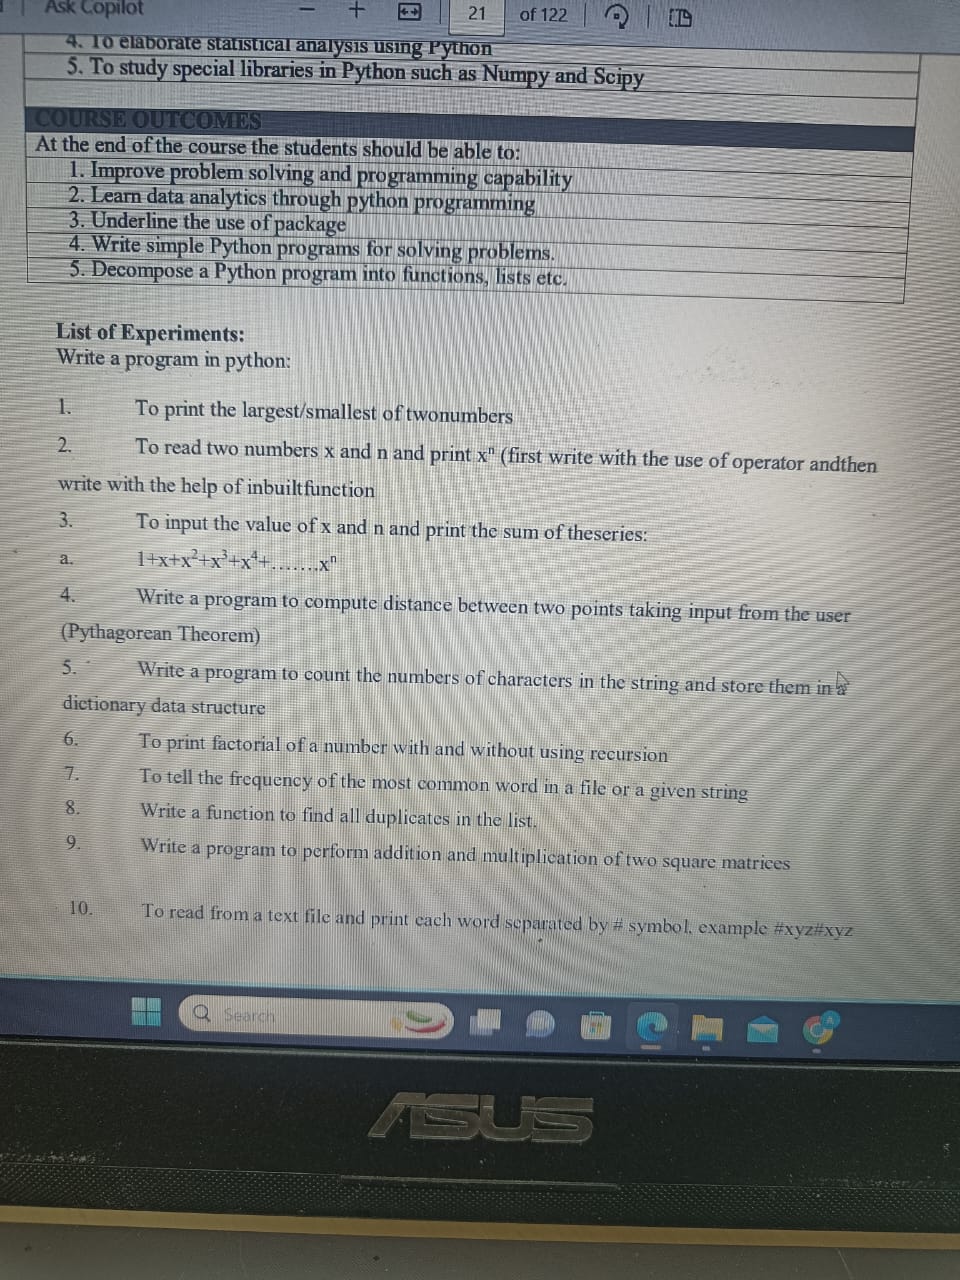 Ask Copilot
21 of 122
4. To elaborate statistical analysis using Python
5. To study special libraries in Python such as Numpy and Scipy
COURSE OUTCOMES
At the end of the course the students should be able to:
1. Improve problem solving and programming capability
2. Learn data analytics through python programming
3. Underline the use of package
4. Write simple Python programs for solving problems.
5. Decompose a Python program into functions, lists etc.
List of Experiments:
Write a program in python:
1. To print the largest/smallest of twonumbers
2. To read two numbers x and n and print xⁿ (first write with the use of operator andthen
write with the help of inbuiltfunction
3. To input the value of x and n and print the sum of theseries:
a. 1+x+x²+x³+x⁴+.......xⁿ
4. Write a program to compute distance between two points taking input from the user
(Pythagorean Theorem)
5. Write a program to count the numbers of characters in the string and store them in a
dictionary data structure
6. To print factorial of a number with and without using recursion
7. To tell the frequency of the most common word in a file or a given string
8. Write a function to find all duplicates in the list.
9. Write a program to perform addition and multiplication of two square matrices
10. To read from a text file and print each word separated by # symbol, example #xyz#xyz
Search
ASUS